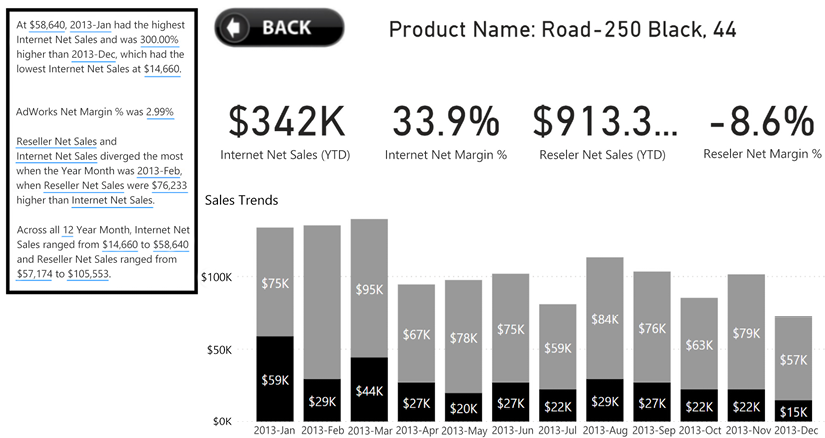 At $58,640, 2013-Jan had the highest
Internet Net Sales and was 300.00%
higher than 2013-Dec, which had the
lowest Internet Net Sales at $14,660.
AdWorks Net Margin % was 2.99%
Reseller Net Sales and
Internet Net Sales diverged the most
when the Year Month was 2013-Feb,
when Reseller Net Sales were $76,233
higher than Internet Net Sales.
Across all 12 Year Month, Internet Net
Sales ranged from $14,660 to $58,640
and Reseller Net Sales ranged from
$57,174 to $105,553.
BACK
Product Name: Road-250 Black, 44
$342K 33.9% $913.3... -8.6%
Internet Net Sales (YTD) Internet Net Margin % Reseler Net Sales (YTD) Reseler Net Margin %
Sales Trends
$100K
$50K
$0K
$75K $95K $67K $78K $75K $59K $84K $76K $63K $79K $57K
$59K $29K $44K $27K $20K $27K $22K $29K $27K $22K $22K $15K
2013-Jan 2013-Feb 2013-Mar 2013-Apr 2013-May 2013-Jun 2013-Jul 2013-Aug 2013-Sep 2013-Oct 2013-Nov 2013-Dec